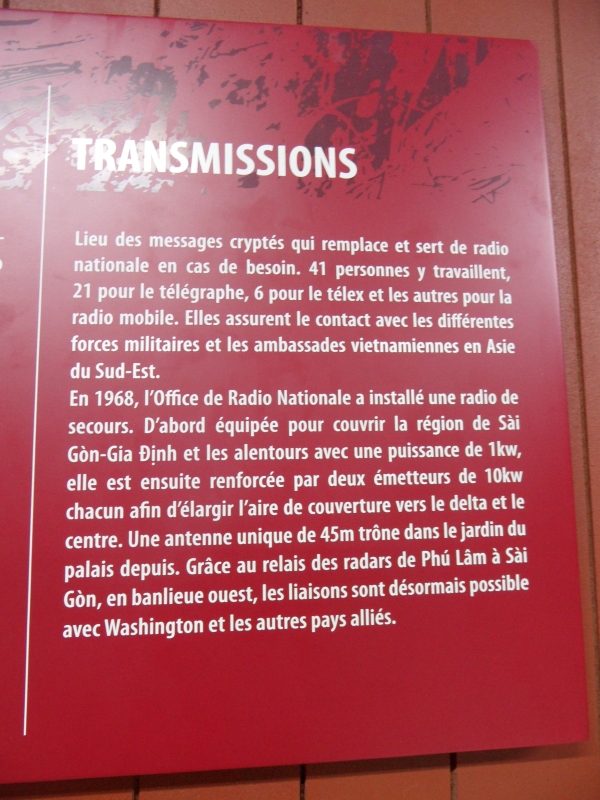 TRANSMISSIONS
Lieu des messages cryptés qui remplace et sert de radio
nationale en cas de besoin. 41 personnes y travaillent,
21 pour le télégraphe, 6 pour le télex et les autres pour la
radio mobile. Elles assurent le contact avec les différentes
forces militaires et les ambassades vietnamiennes en Asie
du Sud-Est.
En 1968, l'Office de Radio Nationale a installé une radio de
secours. D'abord équipée pour couvrir la région de Sài
Gòn-Gia Định et les alentours avec une puissance de 1kw,
elle est ensuite renforcée par deux émetteurs de 10kw
chacun afin d'élargir l'aire de couverture vers le delta et le
centre. Une antenne unique de 45m trône dans le jardin du
palais depuis. Grâce au relais des radars de Phú Lâm à Sài
Gòn, en banlieue ouest, les liaisons sont désormais possible
avec Washington et les autres pays alliés.